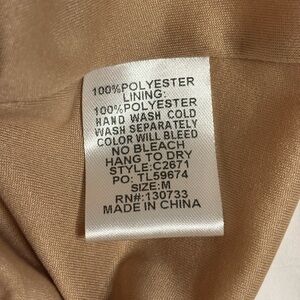 100%POLYESTER
LINING:
100%POLYESTER
HAND WASH COLD
WASH SEPARATELY
COLOR WILL BLEED
NO BLEACH
HANG TO DRY
STYLE:C2671
PO: TL59674
SIZE:M
RN#:130733
MADE IN CHINA